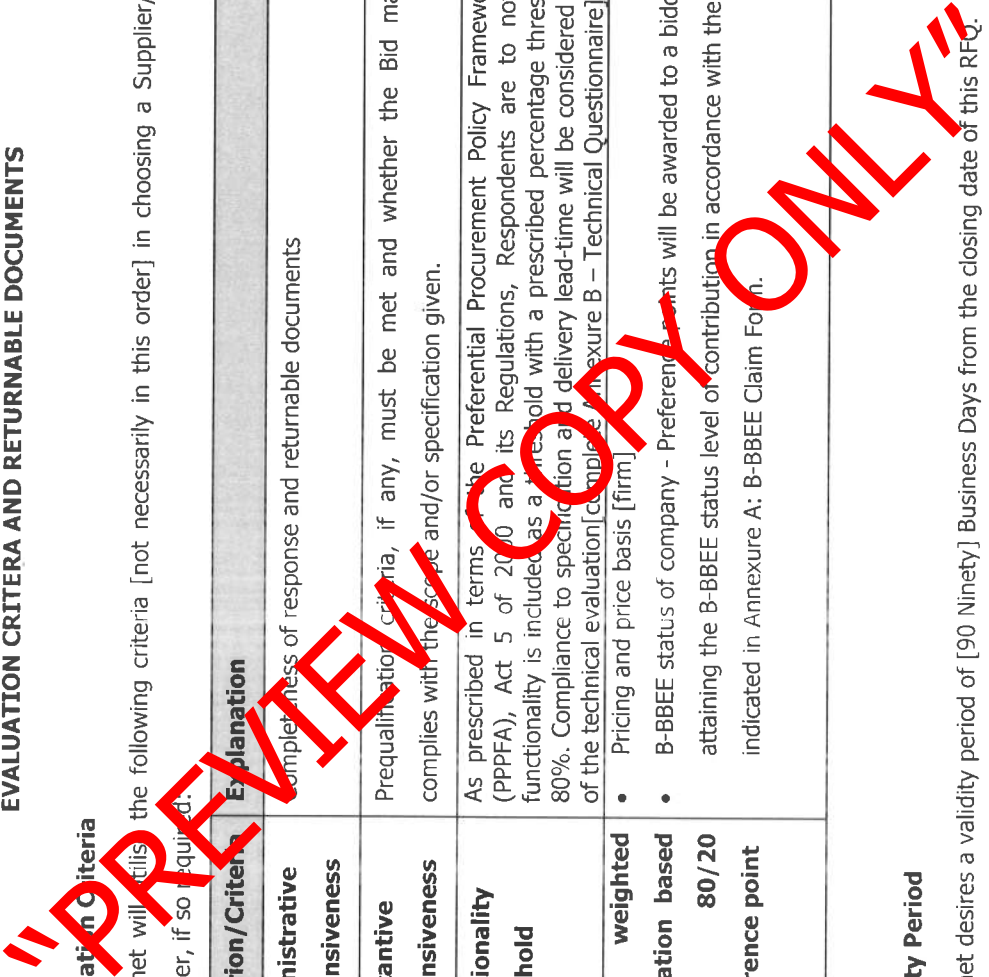 EVALUATION CRITERA AND RETURNABLE DOCUMENTS
ation Criteria
net will utilise the following criteria [not necessarily in this order] in choosing a Supplier/
er, if so required:
rion/Criteria Explanation
nistrative
nsiveness
Completeness of response and returnable documents
antive
nsiveness
Prequalification criteria, if any, must be met and whether the Bid ma
complies with the scope and/or specification given.
ionality
hold
As prescribed in terms of the Preferential Procurement Policy Framew
(PPPFA), Act 5 of 2000 and its Regulations, Respondents are to no
functionality is included as a threshold with a prescribed percentage thres
80%. Compliance to specification and delivery lead-time will be considered
of the technical evaluation[complete Annexure B – Technical Questionnaire]
weighted
ation based
80/20
rence point
• Pricing and price basis [firm]
• B-BBEE status of company - Preference points will be awarded to a bidd
attaining the B-BBEE status level of contribution in accordance with the
indicated in Annexure A: B-BBEE Claim Form.
ty Period
net desires a validity period of [90 Ninety] Business Days from the closing date of this RFQ.
“PREVIEW COPY ONLY”